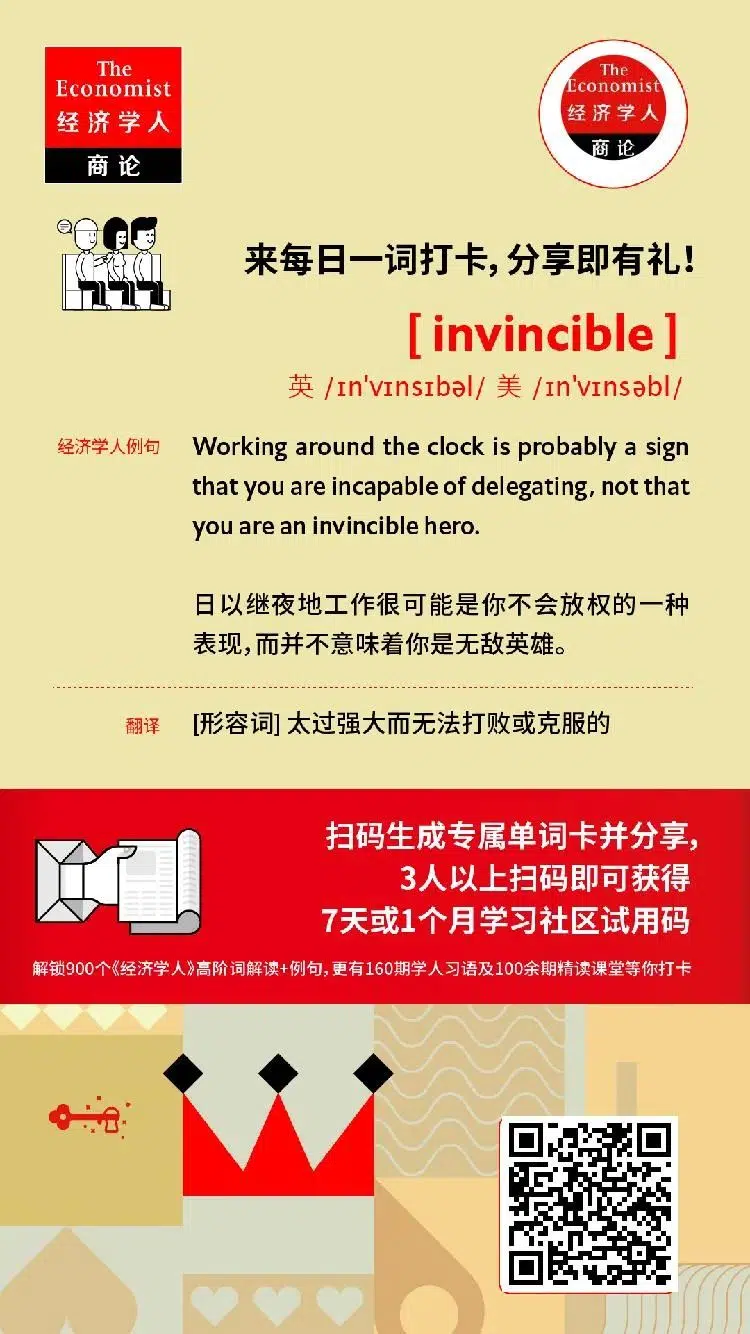 The
Economist
经济学人
商论
The
Economist
经济学人
商论
来每日一词打卡，分享即有礼！
[ invincible ]
英 /ɪn'vɪnsɪbəl/ 美 /ɪn'vɪnsəbl/
经济学人例句
Working around the clock is probably a sign
that you are incapable of delegating, not that
you are an invincible hero.
日以继夜地工作很可能是你不会放权的一种
表现，而并不意味着你是无敌英雄。
翻译
[形容词] 太过强大而无法打败或克服的
扫码生成专属单词卡并分享，
3人以上扫码即可获得
7天或1个月学习社区试用码
解锁900个《经济学人》高阶词解读+例句，更有160期学人习语及100余期精读课堂等你打卡